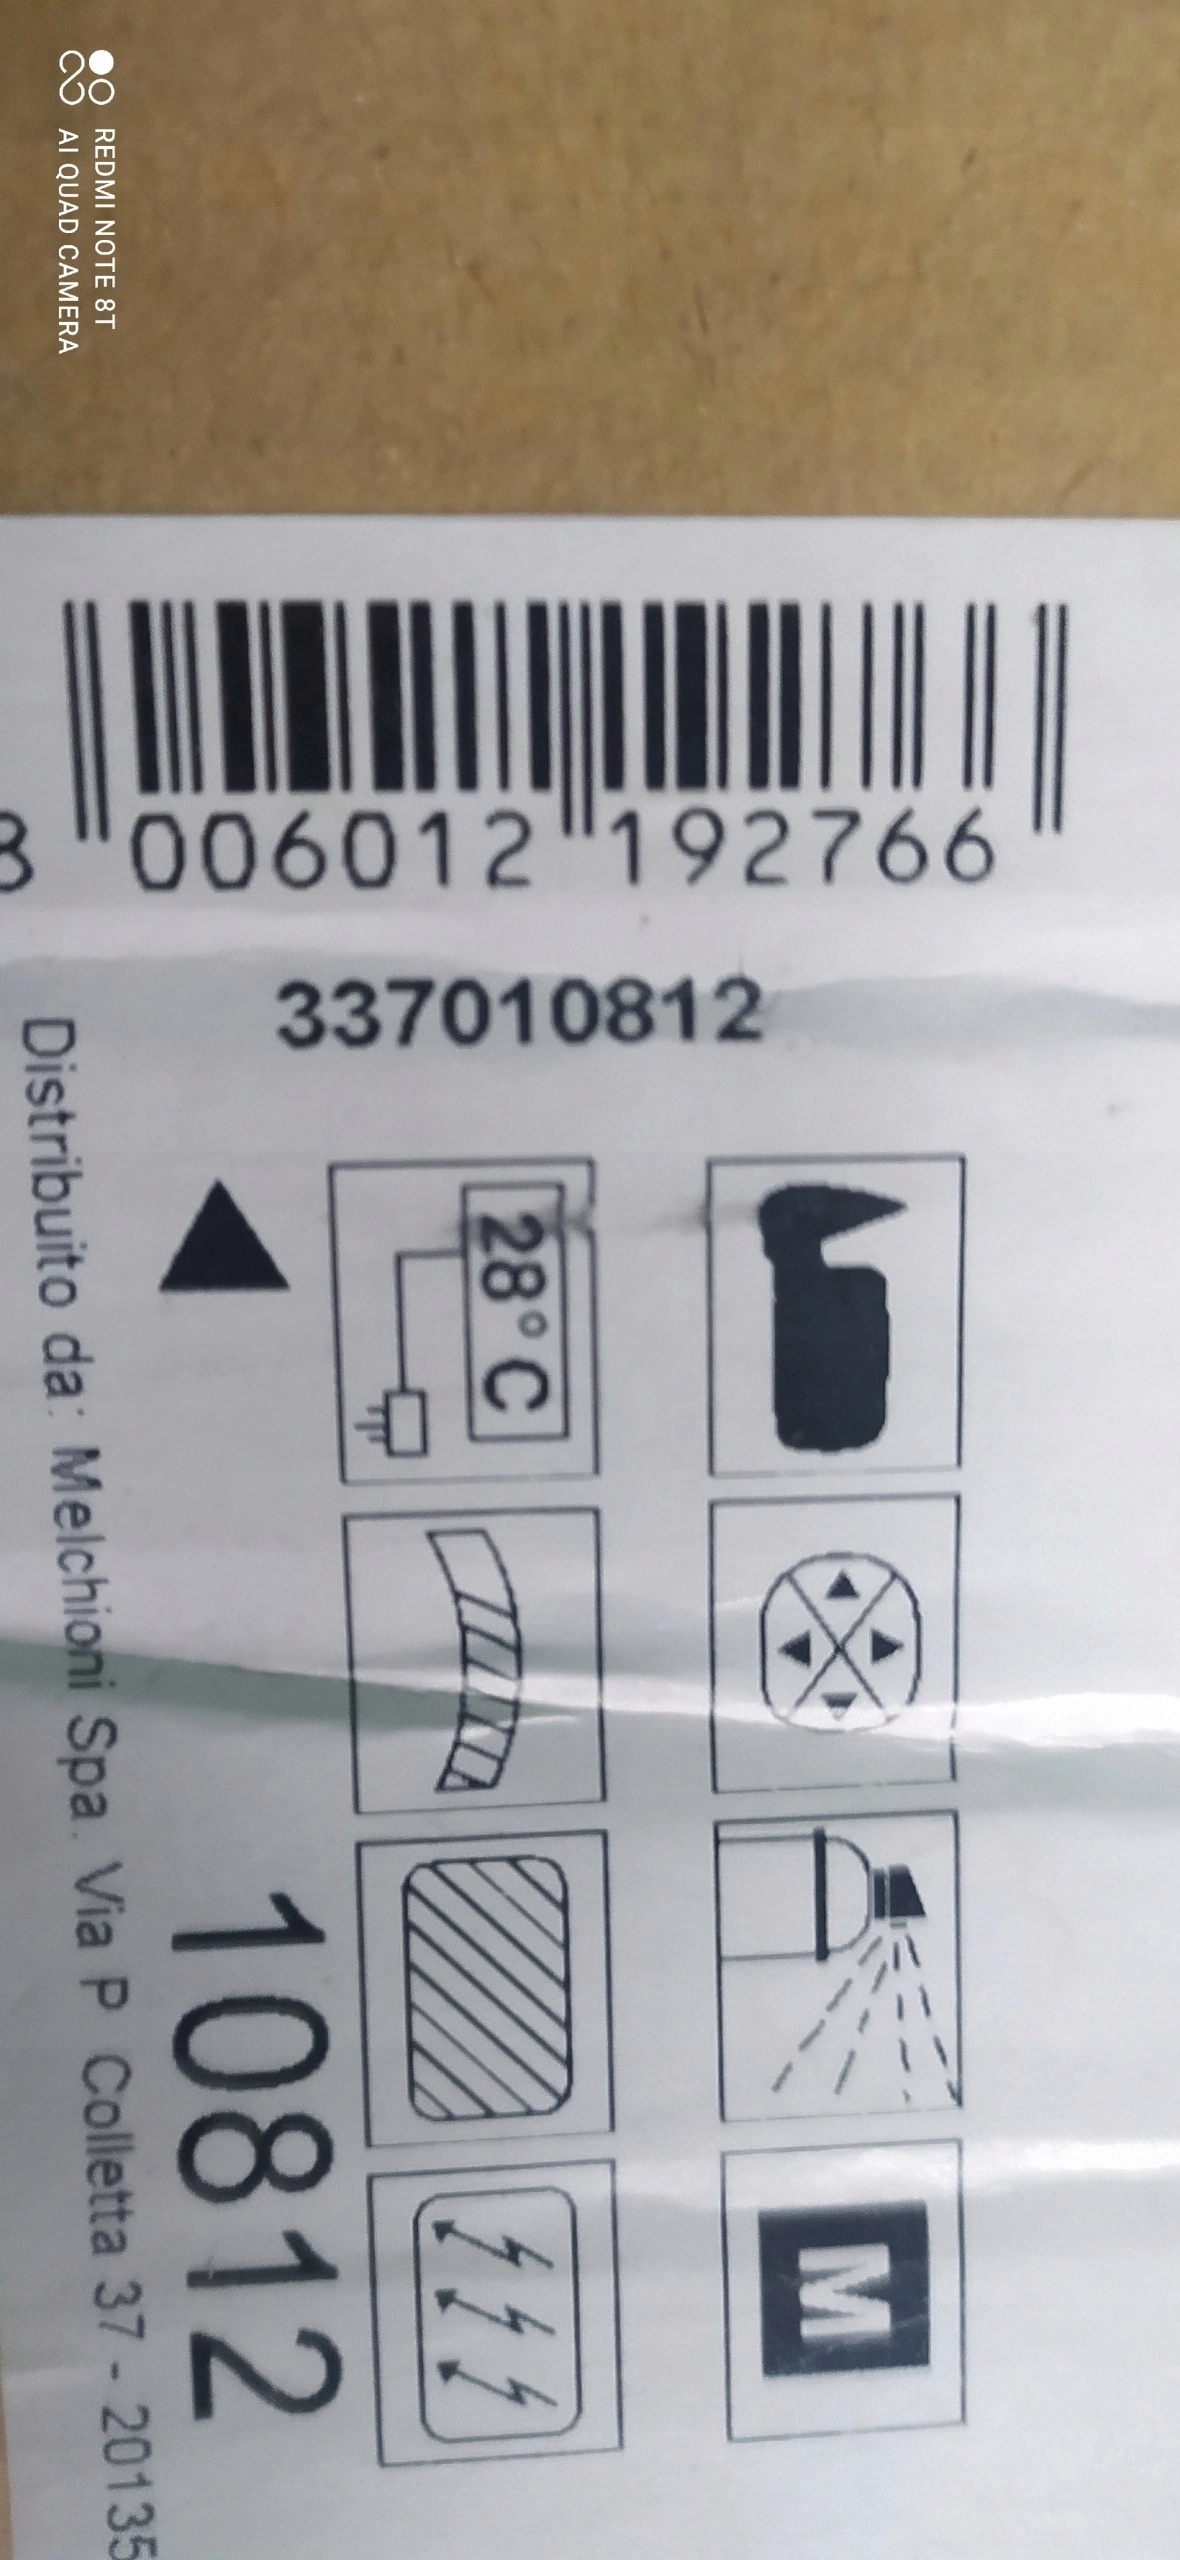 REDMI NOTE 8T
AI QUAD CAMERA
8 006012 192766
337010812
M
28° C
10812
Distribuito da: Melchioni Spa. Via P Colletta 37 - 20135